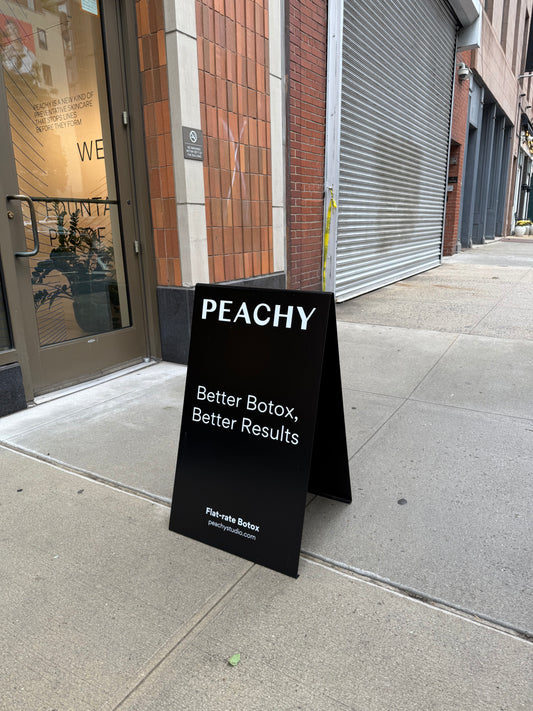 PEACHY IS A NEW KIND OF
PREVENTATIVE SKINCARE
THAT STOPS LINES
BEFORE THEY FORM
WE
PEACHY
Better Botox,
Better Results
Flat-rate Botox
peachystudio.com